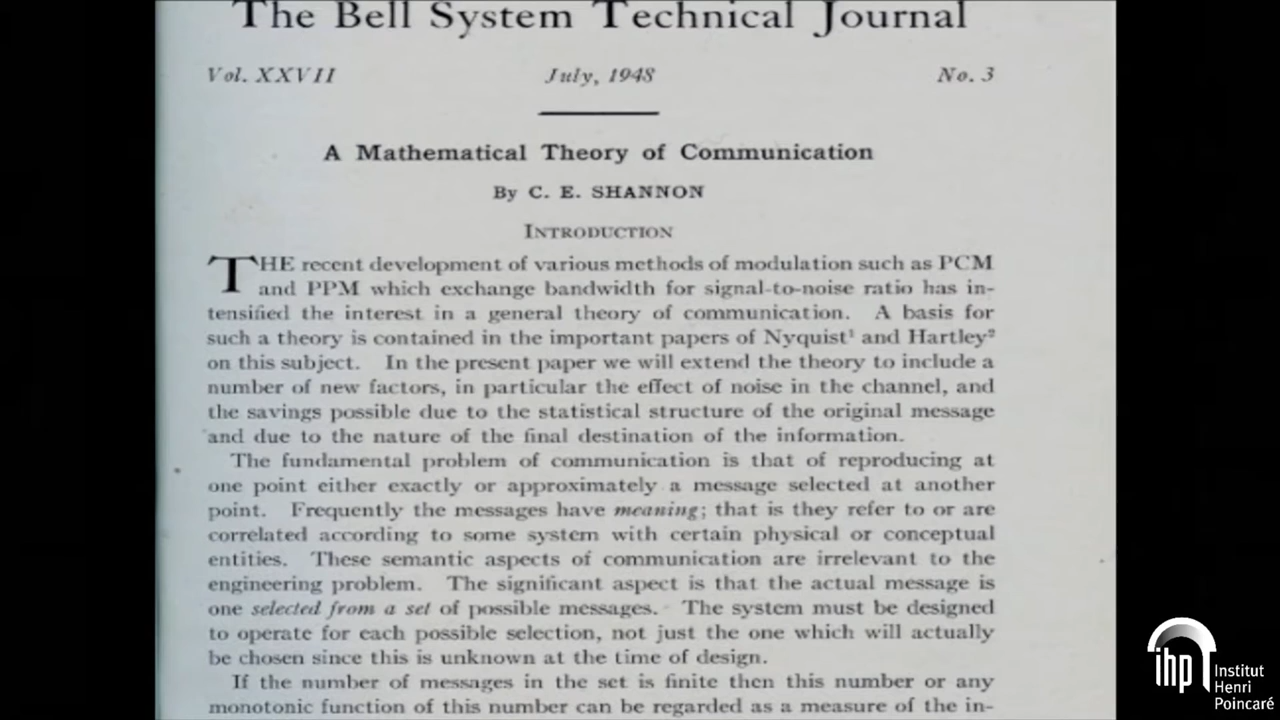 The Bell System Technical Journal
Vol. XXVII July, 1948 No. 3
A Mathematical Theory of Communication
By C. E. SHANNON
INTRODUCTION
THE recent development of various methods of modulation such as PCM
and PPM which exchange bandwidth for signal-to-noise ratio has in-
tensified the interest in a general theory of communication. A basis for
such a theory is contained in the important papers of Nyquist¹ and Hartley²
on this subject. In the present paper we will extend the theory to include a
number of new factors, in particular the effect of noise in the channel, and
the savings possible due to the statistical structure of the original message
and due to the nature of the final destination of the information.
The fundamental problem of communication is that of reproducing at
one point either exactly or approximately a message selected at another
point. Frequently the messages have meaning; that is they refer to or are
correlated according to some system with certain physical or conceptual
entities. These semantic aspects of communication are irrelevant to the
engineering problem. The significant aspect is that the actual message is
one selected from a set of possible messages. The system must be designed
to operate for each possible selection, not just the one which will actually
be chosen since this is unknown at the time of design.
If the number of messages in the set is finite then this number or any
monotonic function of this number can be regarded as a measure of the in-
ihp Institut
Henri
Poincaré